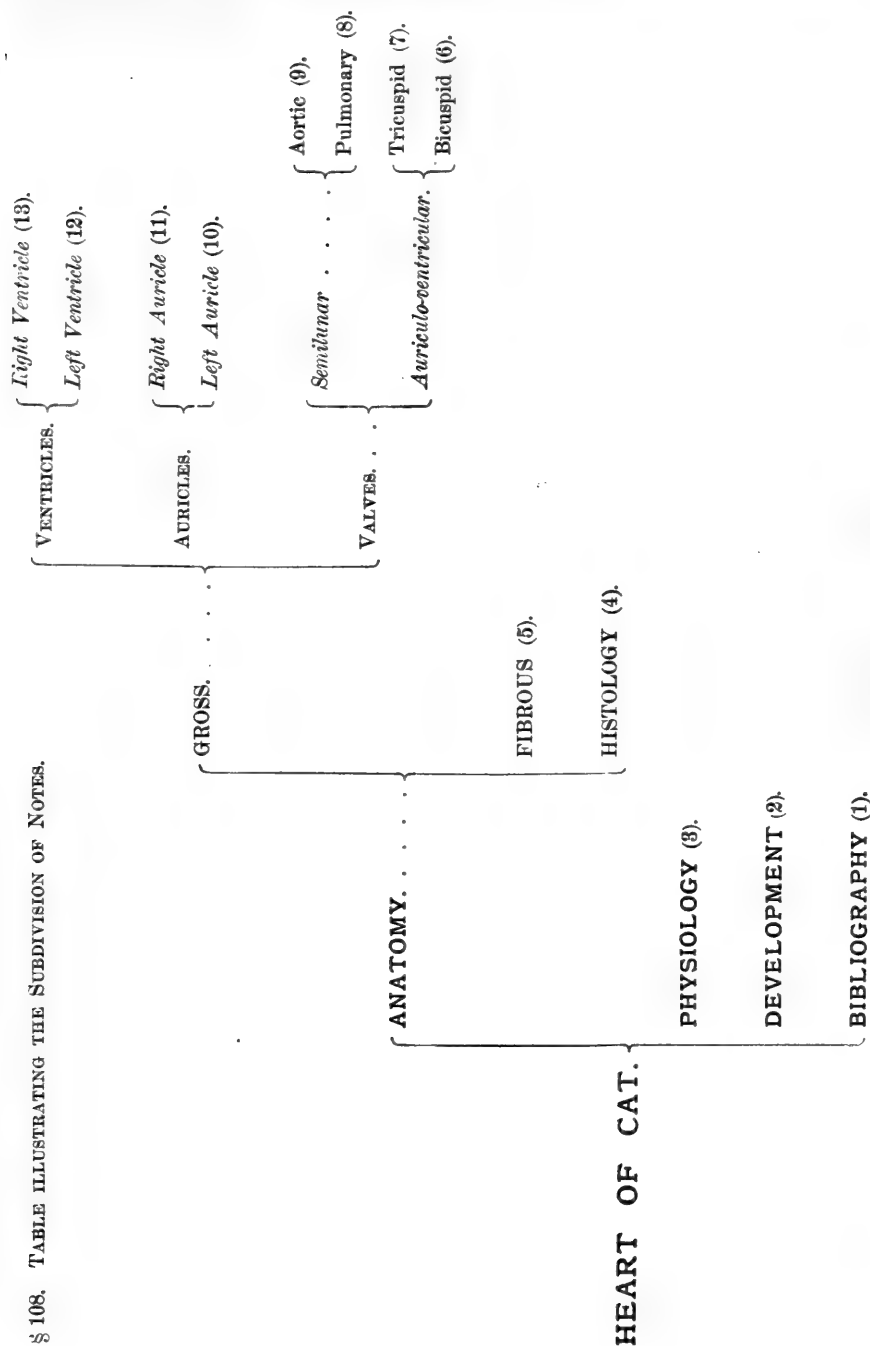 § 108. TABLE ILLUSTRATING THE SUBDIVISION OF NOTES.
HEART OF CAT.
ANATOMY. . . . . .
GROSS. . . . .
VENTRICLES.
Right Ventricle (13).
Left Ventricle (12).
AURICLES.
Right Auricle (11).
Left Auricle (10).
VALVES. . .
Semilunar . . . . .
Aortic (9).
Pulmonary (8).
Auriculo-ventricular.
Tricuspid (7).
Bicuspid (6).
FIBROUS (5).
HISTOLOGY (4).
PHYSIOLOGY (3).
DEVELOPMENT (2).
BIBLIOGRAPHY (1).